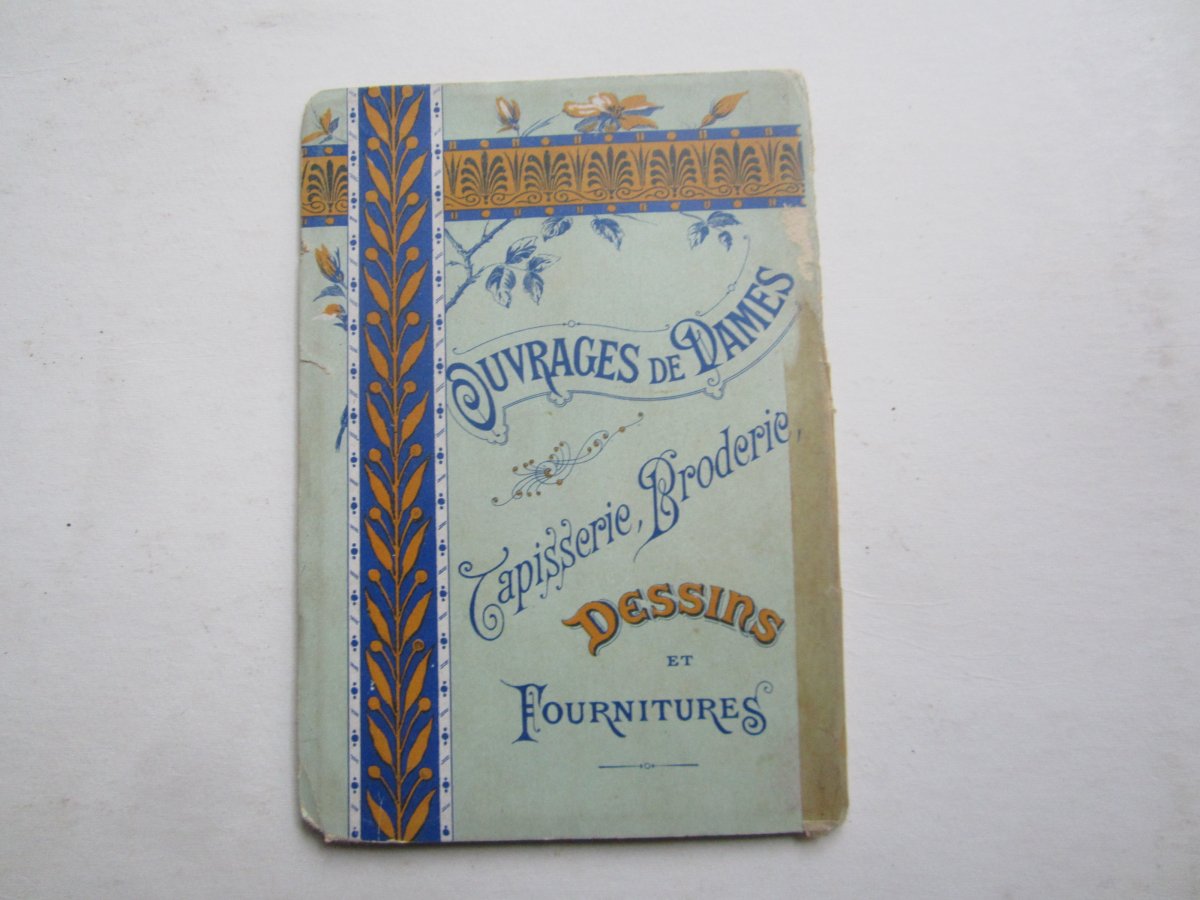 OUVRAGES DE DAMES
Tapisserie, Broderie,
DESSINS
ET
FOURNITURES